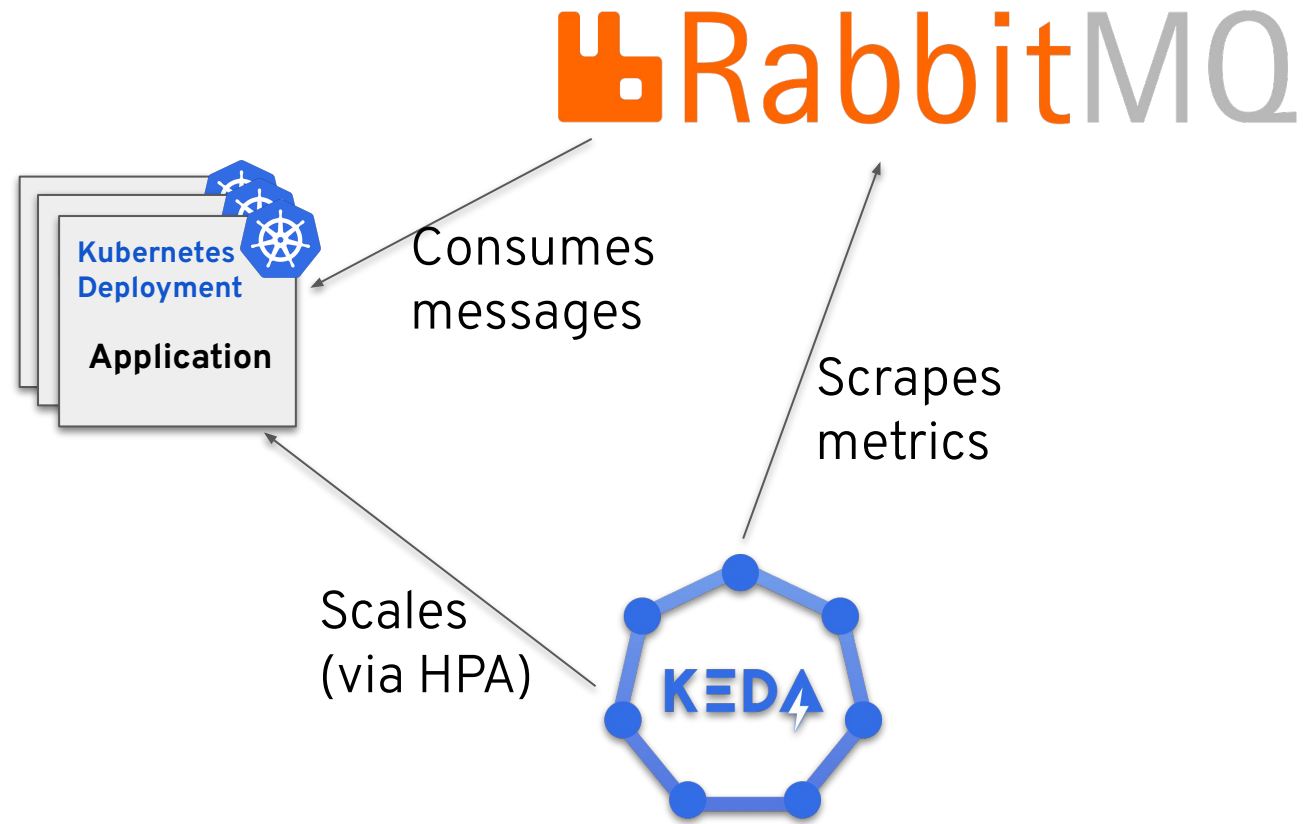 RabbitMQ
Kubernetes
Deployment
Application
Consumes
messages
Scrapes
metrics
Scales
(via HPA)
KEDA